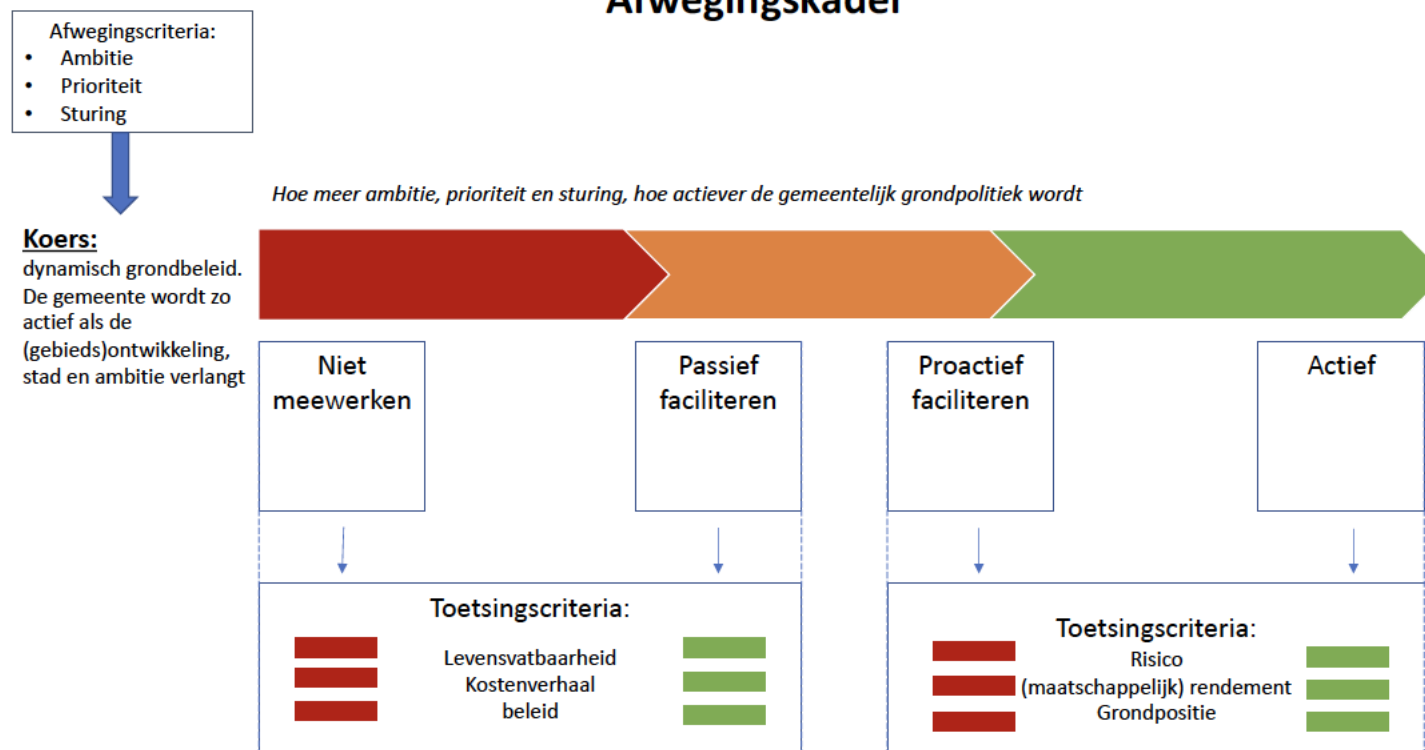 Afwegingskader
Afwegingscriteria:
• Ambitie
• Prioriteit
• Sturing
Hoe meer ambitie, prioriteit en sturing, hoe actiever de gemeentelijk grondpolitiek wordt
Koers:
dynamisch grondbeleid.
De gemeente wordt zo
actief als de
(gebieds)ontwikkeling,
stad en ambitie verlangt
Niet
meewerken
Passief
faciliteren
Proactief
faciliteren
Actief
Toetsingscriteria:
Levensvatbaarheid
Kostenverhaal
beleid
Toetsingscriteria:
Risico
(maatschappelijk) rendement
Grondpositie